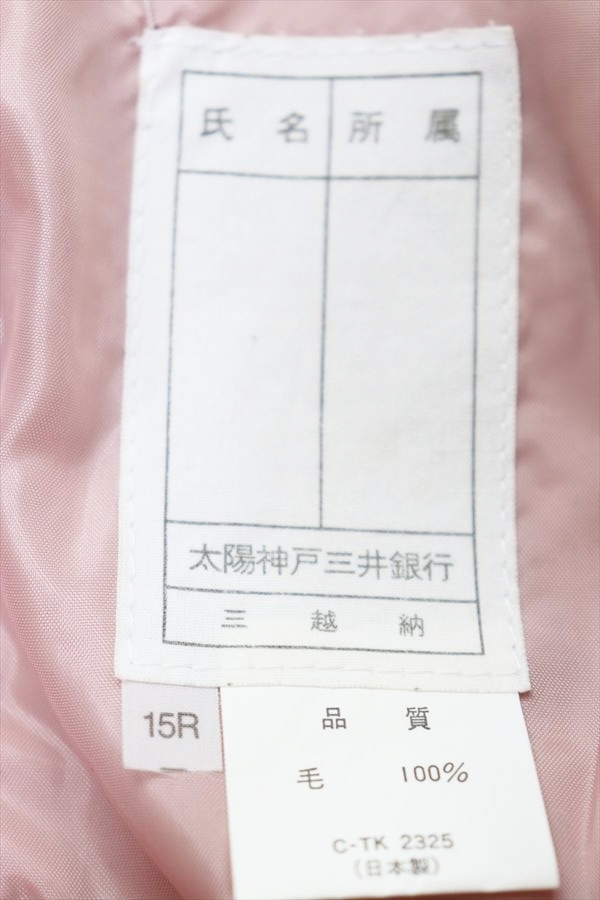 氏名 所属
太陽神戸三井銀行
三越納
15R
品質
毛 100%
C-TK 2325
(日本製)